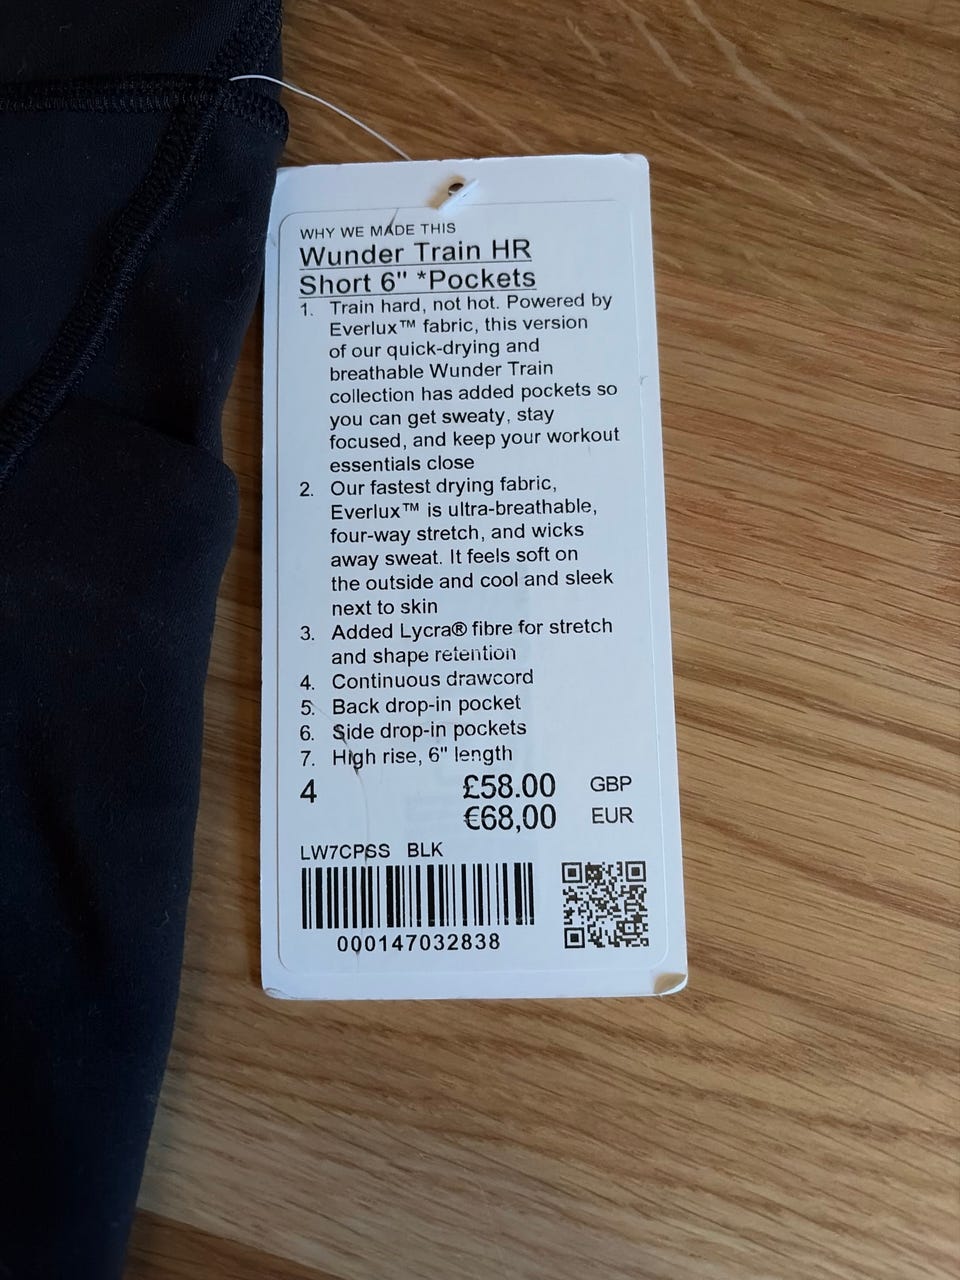 WHY WE MADE THIS
Wunder Train HR
Short 6" *Pockets
1. Train hard, not hot. Powered by
Everlux™ fabric, this version
of our quick-drying and
breathable Wunder Train
collection has added pockets so
you can get sweaty, stay
focused, and keep your workout
essentials close
2. Our fastest drying fabric,
Everlux™ is ultra-breathable,
four-way stretch, and wicks
away sweat. It feels soft on
the outside and cool and sleek
next to skin
3. Added Lycra® fibre for stretch
and shape retention
4. Continuous drawcord
5. Back drop-in pocket
6. Side drop-in pockets
7. High rise, 6" length
4 £58.00 GBP
€68,00 EUR
LW7CPSS BLK
000147032838